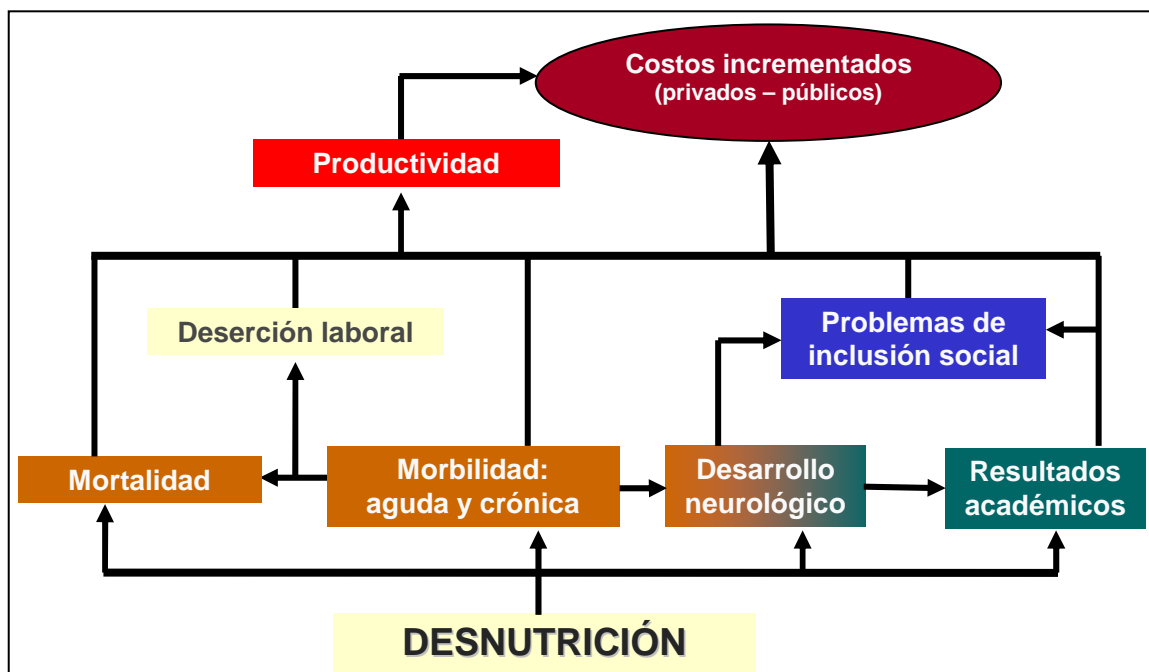 Costos incrementados
(privados – públicos)
Productividad
Deserción laboral
Problemas de
inclusión social
Mortalidad
Morbilidad:
aguda y crónica
Desarrollo
neurológico
Resultados
académicos
DESNUTRICIÓN